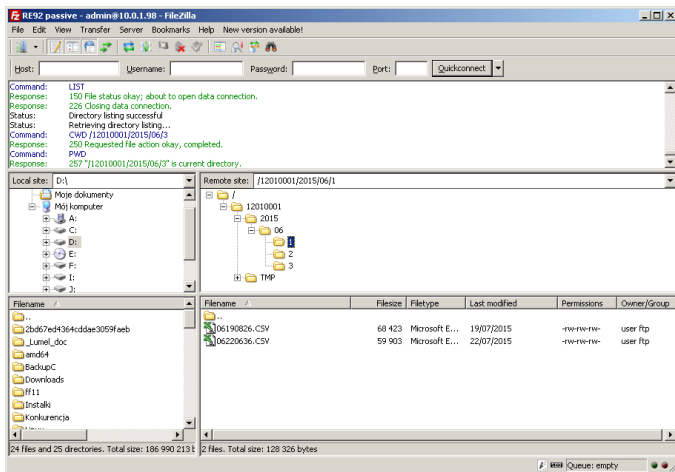 RE92 passive - admin@10.0.1.98 - FileZilla
File Edit View Transfer Server Bookmarks Help New version available!
Host: Username: Password: Port: Quickconnect
Command: LIST
Response: 150 File status okay; about to open data connection.
Response: 226 Closing data connection.
Status: Directory listing successful
Status: Retrieving directory listing...
Command: CWD /12010001/2015/06/3
Response: 250 Requested file action okay, completed.
Command: PWD
Response: 257 "/12010001/2015/06/3" is current directory.
Local site: D:\
Moje dokumenty
Mój komputer
A:
C:
D:
E:
F:
I:
J:
Remote site: /12010001/2015/06/1
/
12010001
2015
06
1
2
3
TMP
Filename
..
2bd67ed4364cddae3059faeb
_Lumel_doc
amd64
BackupC
Downloads
ff11
Instalki
Konkurencja
24 files and 25 directories. Total size: 186 990 213 b
Filename Filesize Filetype Last modified Permissions Owner/Group
..
06190826.CSV 68 423 Microsoft E... 19/07/2015 -rw-rw-rw- user ftp
06220636.CSV 59 903 Microsoft E... 22/07/2015 -rw-rw-rw- user ftp
2 files. Total size: 128 326 bytes
Queue: empty